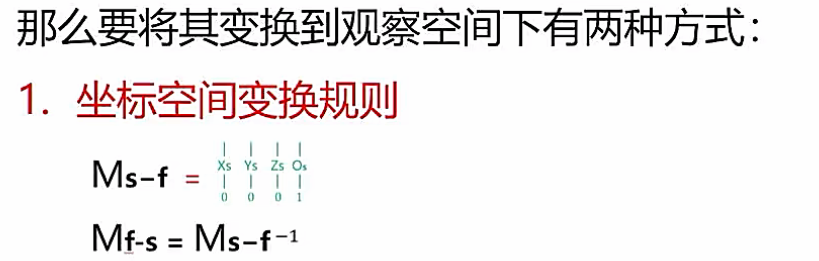 那么要将其变换到观察空间下有两种方式：
1. 坐标空间变换规则
| | | |
Ms-f = Xs Ys Zs Os
| | | |
0 0 0 1
Mf-s = Ms-f⁻¹